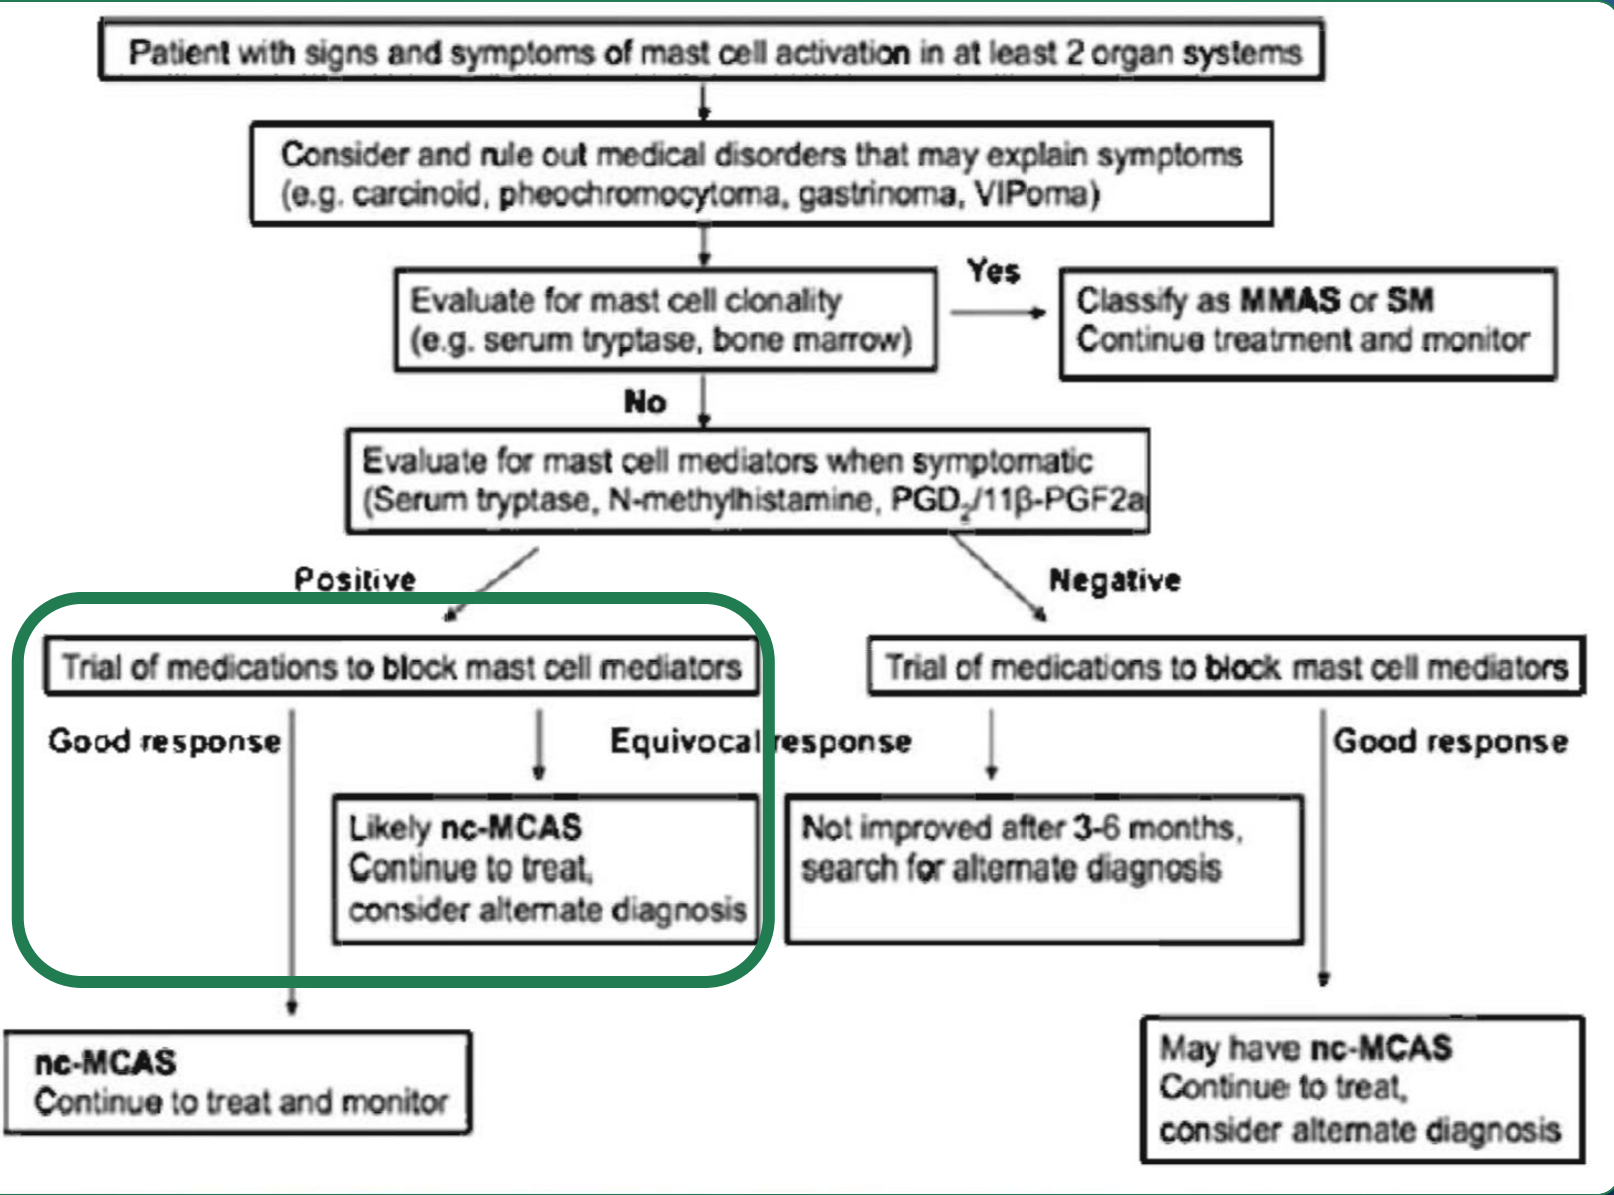 Patient with signs and symptoms of mast cell activation in at least 2 organ systems
Consider and rule out medical disorders that may explain symptoms
(e.g. carcinoid, pheochromocytoma, gastrinoma, VIPoma)
Evaluate for mast cell clonality
(e.g. serum tryptase, bone marrow)
Yes
Classify as MMAS or SM
Continue treatment and monitor
No
Evaluate for mast cell mediators when symptomatic
(Serum tryptase, N-methylhistamine, PGD₂/11β-PGF2a
Positive
Negative
Trial of medications to block mast cell mediators
Trial of medications to block mast cell mediators
Good response
Equivocal response
Good response
Likely nc-MCAS
Continue to treat,
consider alternate diagnosis
Not improved after 3-6 months,
search for alternate diagnosis
nc-MCAS
Continue to treat and monitor
May have nc-MCAS
Continue to treat,
consider alternate diagnosis